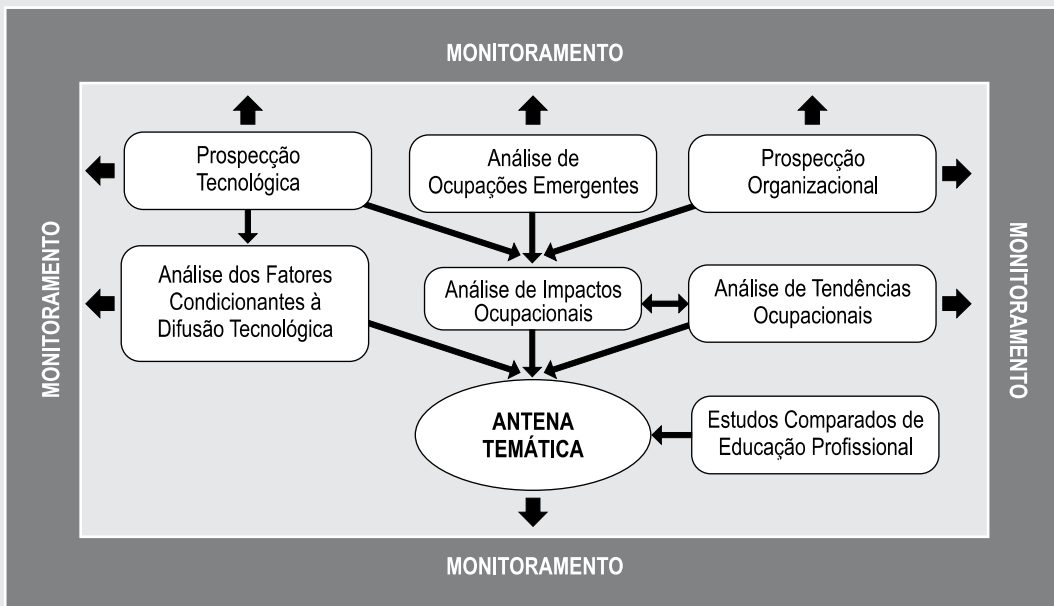 MONITORAMENTO
Prospecção
Tecnológica
Análise de
Ocupações Emergentes
Prospecção
Organizacional
MONITORAMENTO
MONITORAMENTO
Análise dos Fatores
Condicionantes à
Difusão Tecnológica
Análise de Impactos
Ocupacionais
Análise de Tendências
Ocupacionais
ANTENA
TEMÁTICA
Estudos Comparados de
Educação Profissional
MONITORAMENTO